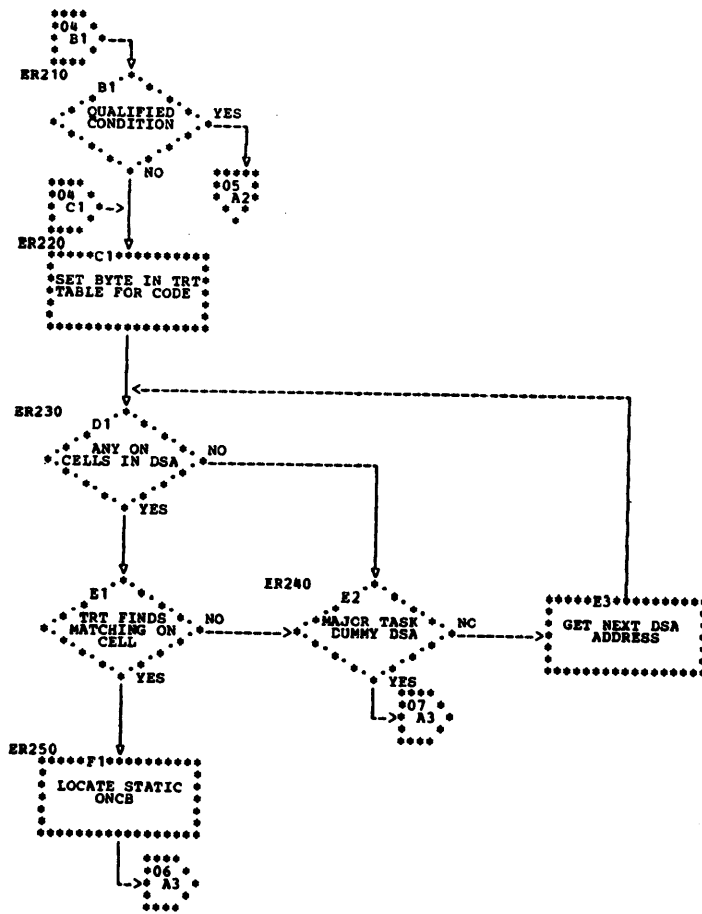 04
B1
ER210
B1
QUALIFIED
CONDITION
YES
NO
05
A2
04
C1
ER220
C1
SET BYTE IN TRT
TABLE FOR CODE
ER230
D1
ANY ON
CELLS IN DSA
NO
YES
E1
TRT FINDS
MATCHING ON
CELL
NO
YES
ER240
E2
MAJOR TASK
DUMMY DSA
NO
YES
E3
GET NEXT DSA
ADDRESS
07
A3
ER250
F1
LOCATE STATIC
ONCB
06
A3